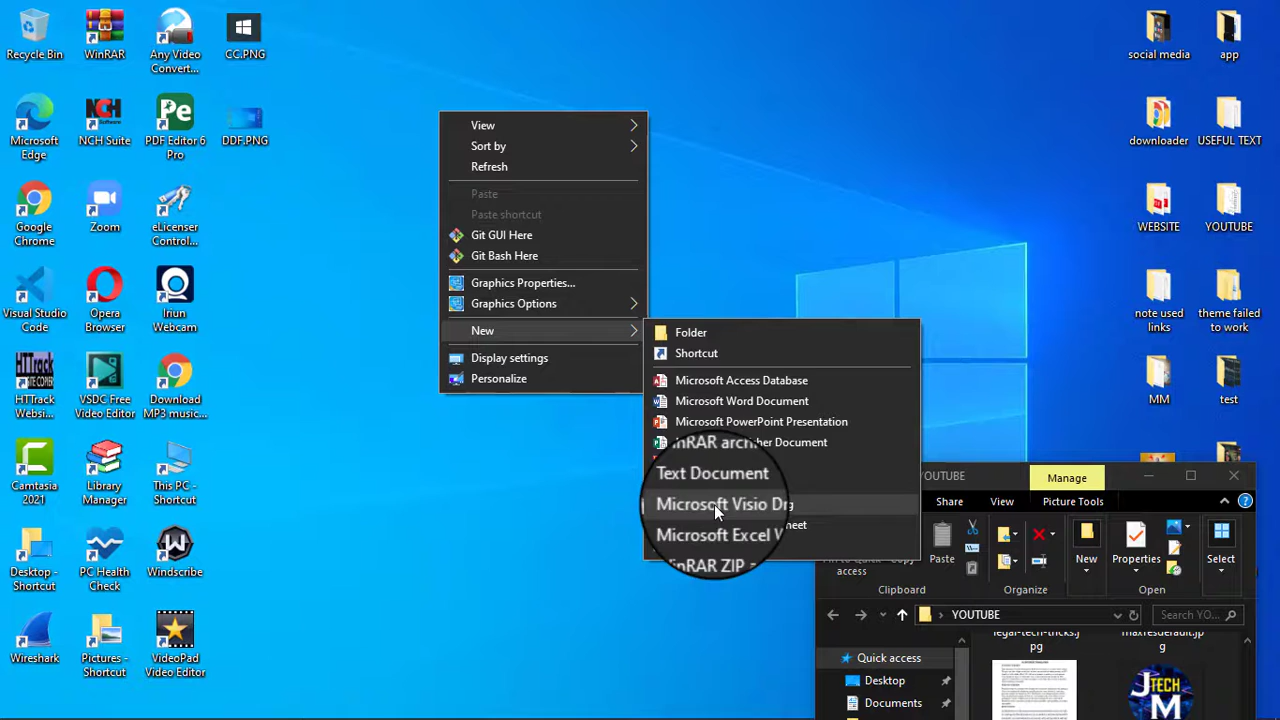 Recycle Bin
WinRAR
Any Video
Convert...
CC.PNG
Microsoft
Edge
NCH Suite
PDF Editor 6
Pro
DDF.PNG
Google
Chrome
Zoom
eLicenser
Control...
Visual Studio
Code
Opera
Browser
Iriun
Webcam
HTTrack
Websi...
VSDC Free
Video Editor
Download
MP3 music...
Camtasia
2021
Library
Manager
This PC -
Shortcut
Desktop -
Shortcut
PC Health
Check
Windscribe
Wireshark
Pictures -
Shortcut
VideoPad
Video Editor
View
Sort by
Refresh
Paste
Paste shortcut
Git GUI Here
Git Bash Here
Graphics Properties...
Graphics Options
New
Display settings
Personalize
Folder
Shortcut
Microsoft Access Database
Microsoft Word Document
Microsoft PowerPoint Presentation
her Document
Text Document
Microsoft Visio
Microsoft Excel
WinRAR ZIP
social media
app
downloader
USEFUL TEXT
WEBSITE
YOUTUBE
note used
links
theme failed
to work
MM
test
YOUTUBE
Manage
Share
View
Picture Tools
access
Paste
New
Select
Clipboard
Organize
Open
YOUTUBE
Search YO...
legal-tech-tricks.j
pg
maxresdefault.jp
g
Quick access
Desktop
Documents
TECH
M